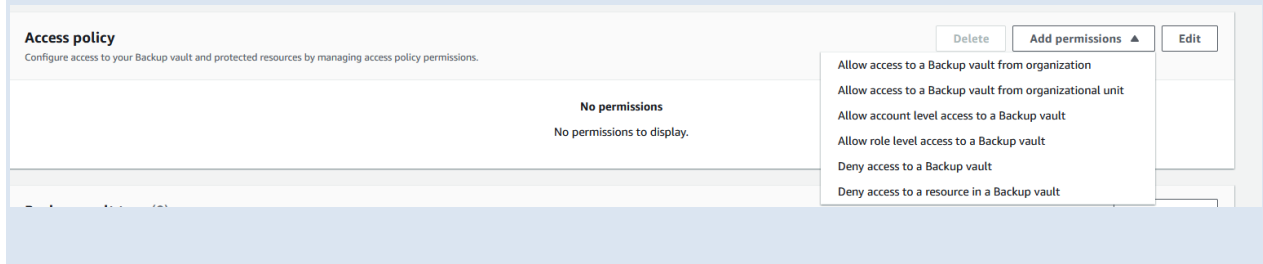 Access policy
Delete
Add permissions ▲
Edit
Configure access to your Backup vault and protected resources by managing access policy permissions.
Allow access to a Backup vault from organization
Allow access to a Backup vault from organizational unit
Allow account level access to a Backup vault
Allow role level access to a Backup vault
Deny access to a Backup vault
Deny access to a resource in a Backup vault
No permissions
No permissions to display.